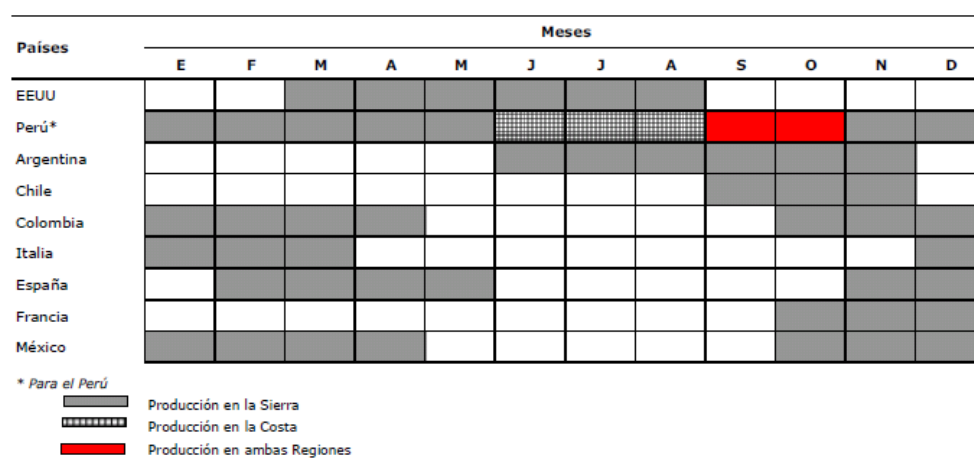 Meses
Países
E F M A M J J A S O N D
EEUU
Perú*
Argentina
Chile
Colombia
Italia
España
Francia
México
* Para el Perú
Producción en la Sierra
Producción en la Costa
Producción en ambas Regiones